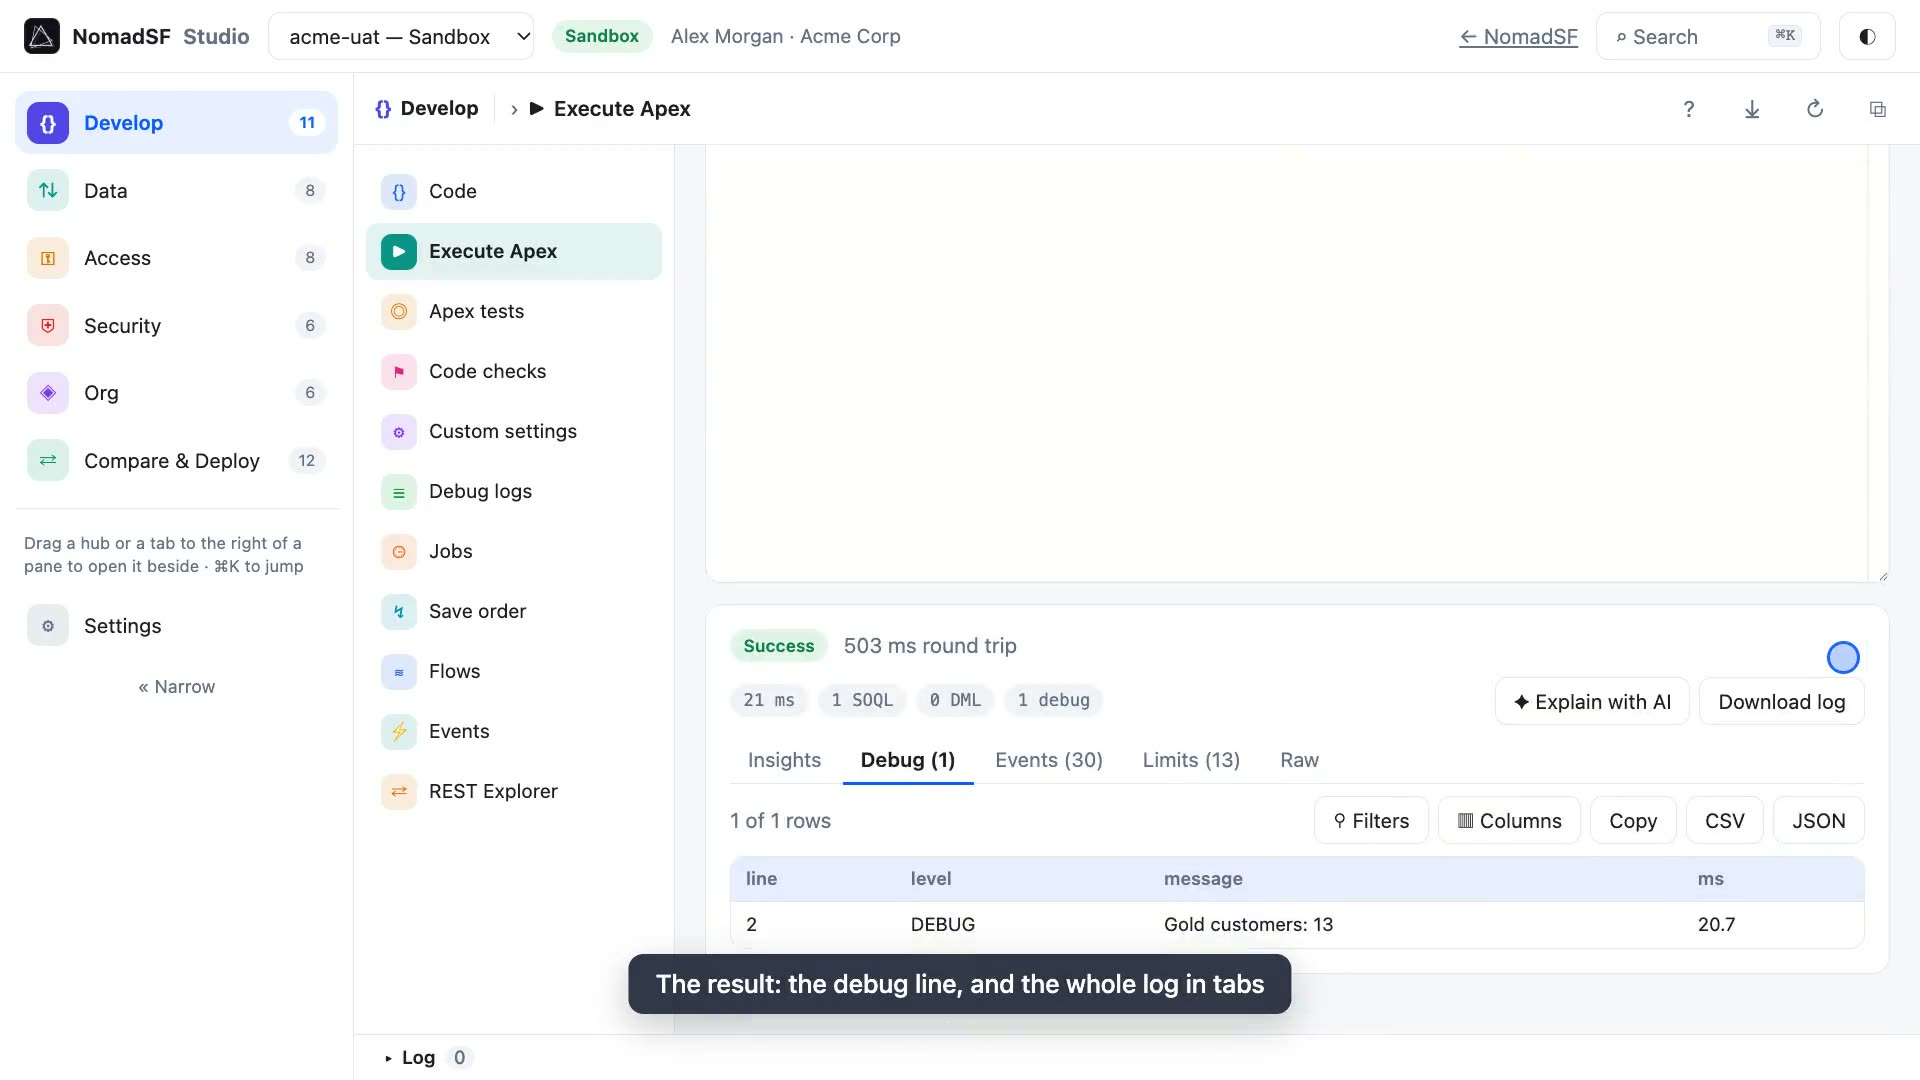 NomadSF Studio
acme-uat — Sandbox
Sandbox
Alex Morgan · Acme Corp
← NomadSF
Search
⌘K
Develop 11
Data 8
Access 8
Security 6
Org 6
Compare & Deploy 12
Drag a hub or a tab to the right of a
pane to open it beside · ⌘K to jump
Settings
« Narrow
{} Develop › ▶ Execute Apex
?
Code
Execute Apex
Apex tests
Code checks
Custom settings
Debug logs
Jobs
Save order
Flows
Events
REST Explorer
Success 503 ms round trip
21 ms 1 SOQL 0 DML 1 debug
✦ Explain with AI
Download log
Insights Debug (1) Events (30) Limits (13) Raw
1 of 1 rows
Filters
Columns
Copy
CSV
JSON
line level message ms
2 DEBUG Gold customers: 13 20.7
The result: the debug line, and the whole log in tabs
▸ Log 0